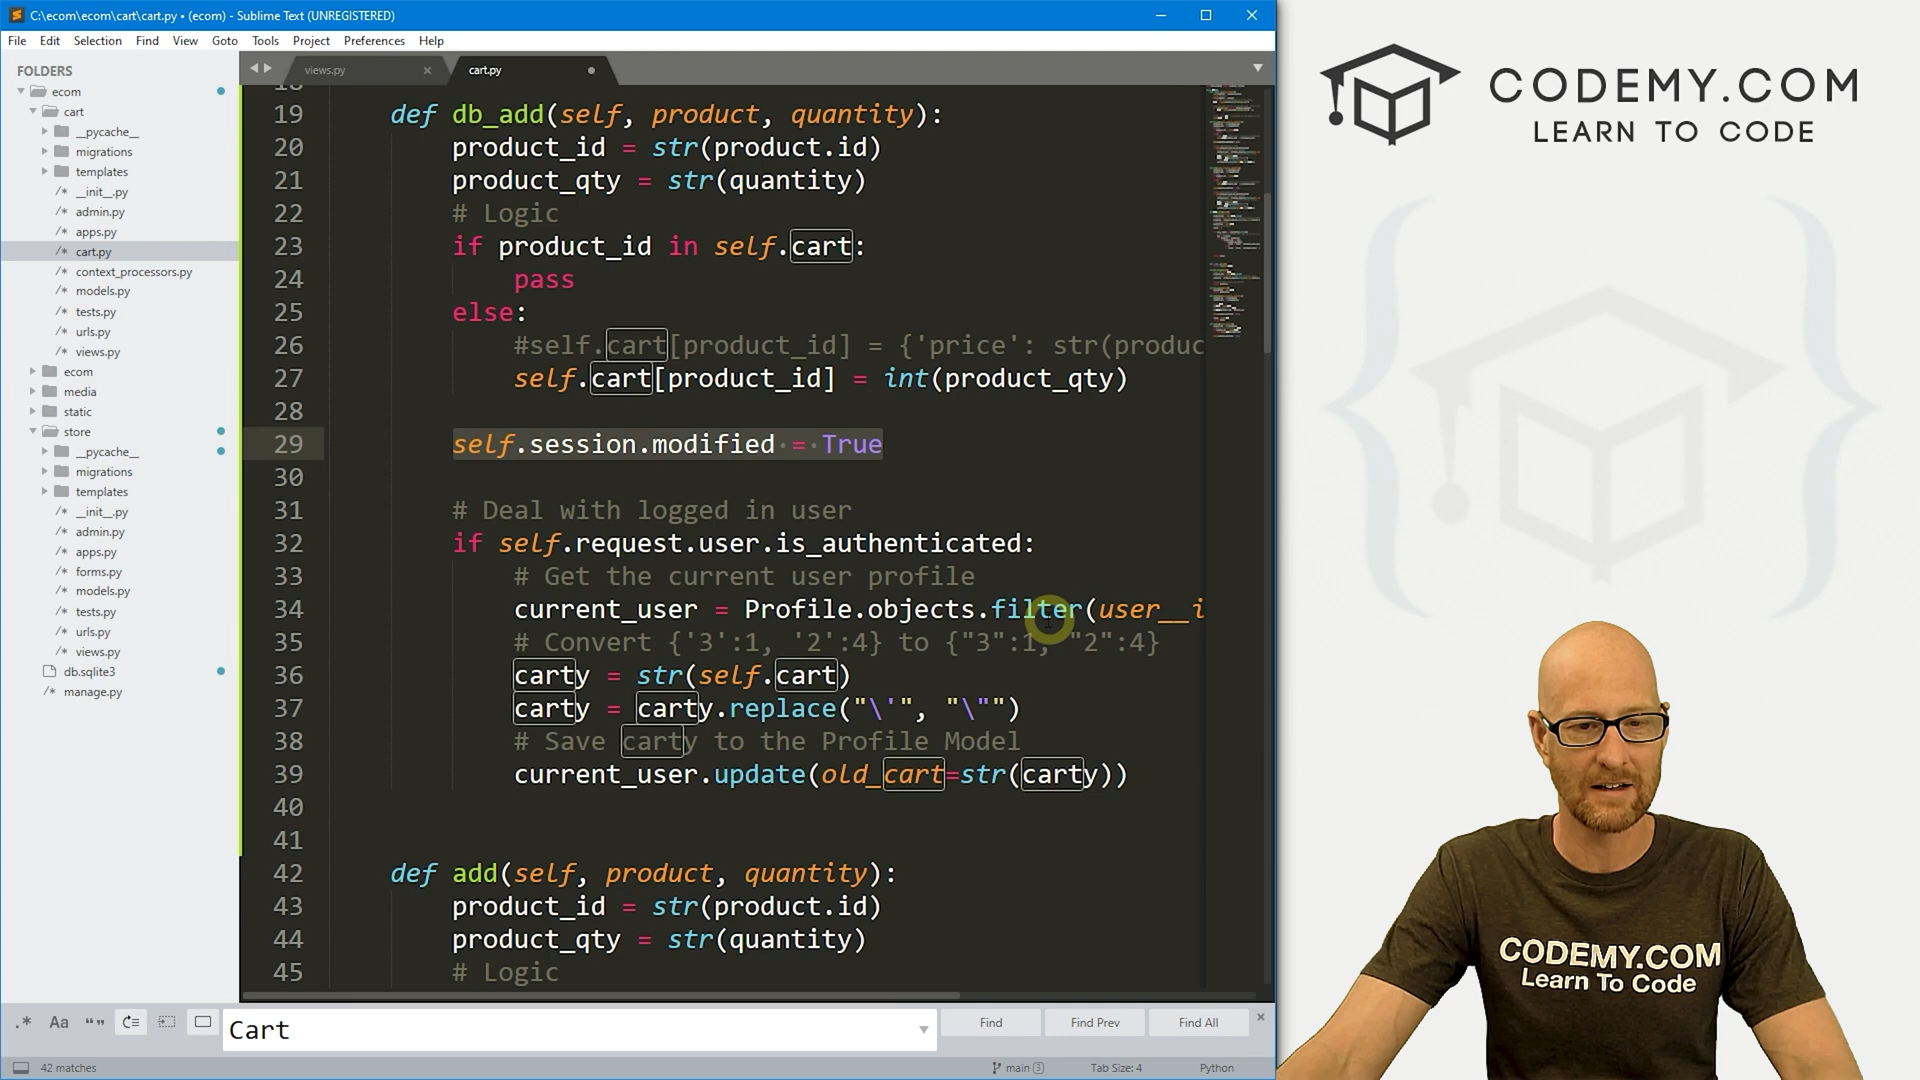 C:\ecom\ecom\cart\cart.py • (ecom) - Sublime Text (UNREGISTERED)
File Edit Selection Find View Goto Tools Project Preferences Help
FOLDERS
ecom
cart
__pycache__
migrations
templates
/* __init__.py
/* admin.py
/* apps.py
/* cart.py
/* context_processors.py
/* models.py
/* tests.py
/* urls.py
/* views.py
ecom
media
static
store
__pycache__
migrations
templates
/* __init__.py
/* admin.py
/* apps.py
/* forms.py
/* models.py
/* tests.py
/* urls.py
/* views.py
db.sqlite3
/* manage.py
views.py cart.py
19 def db_add(self, product, quantity):
20 product_id = str(product.id)
21 product_qty = str(quantity)
22 # Logic
23 if product_id in self.cart:
24 pass
25 else:
26 #self.cart[product_id] = {'price': str(produc
27 self.cart[product_id] = int(product_qty)
28
29 self.session.modified = True
30
31 # Deal with logged in user
32 if self.request.user.is_authenticated:
33 # Get the current user profile
34 current_user = Profile.objects.filter(user__i
35 # Convert {'3':1, '2':4} to {"3":1, "2":4}
36 carty = str(self.cart)
37 carty = carty.replace("\'", "\"")
38 # Save carty to the Profile Model
39 current_user.update(old_cart=str(carty))
40
41
42 def add(self, product, quantity):
43 product_id = str(product.id)
44 product_qty = str(quantity)
45 # Logic
.* Aa “” Cart Find Find Prev Find All
42 matches main 3 Tab Size: 4 Python
CODEMY.COM
LEARN TO CODE
CODEMY.COM
Learn To Code